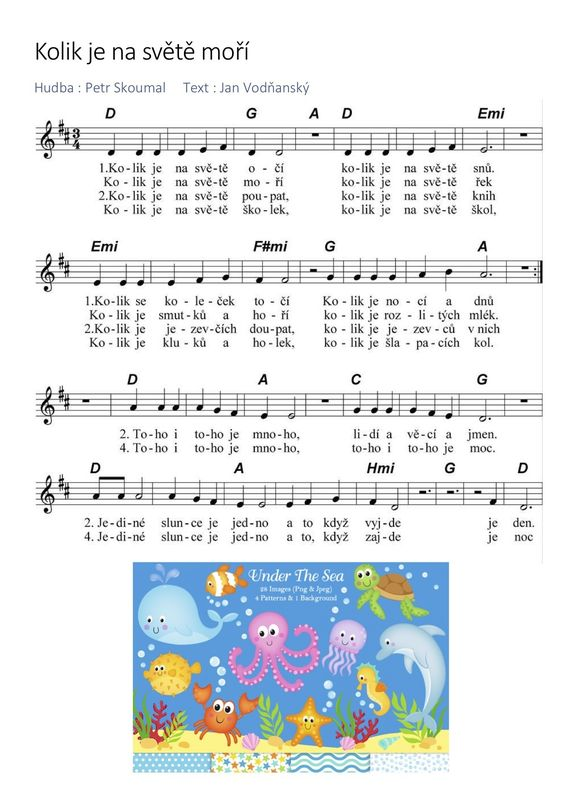 Kolik je na světě moří
Hudba : Petr Skoumal Text : Jan Vodňanský
D G A D Emi
3
4
1.Ko-lik je na svě-tě o-čí ko-lik je na svě-tě snů.
Ko-lik je na svě-tě mo-ří ko-lik je na svě-tě řek
2.Ko-lik je na svě-tě pou-pat, ko-lik je na svě-tě knih
Ko-lik je na svě-tě ško-lek, ko-lik je na svě-tě škol,
Emi F#mi G A
1.Ko-lik se ko-le-ček to-čí Ko-lik je no-cí a dnů
Ko-lik je smut-ků a ho-ří ko-lik je roz-li-tých mlék.
2.Ko-lik je je-zev-čích dou-pat, ko-lik je je-zev-ců v nich
Ko-lik je klu-ků a ho-lek, ko-lik je šla-pa-cích kol.
D A C G
2. To-ho i to-ho je mno-ho, li-dí a vě-cí a jmen.
4. To-ho i to-ho je mno-ho, to-ho i to-ho je moc.
D A Hmi G D
2. Je-di-né slun-ce je jed-no a to když vyj-de je den.
4. Je-di-né slun-ce je jed-no a to, když zaj-de je noc
Under The Sea
28 Images (Png & Jpeg)
4 Patterns & 1 Background